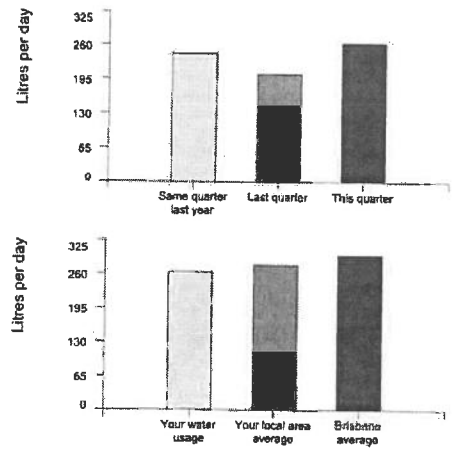 Litres per day
325
260
195
130
65
0
Same quarter
last year
Last quarter
This quarter
Litres per day
325
260
195
130
65
0
Your water
usage
Your local area
average
Brisbane
average